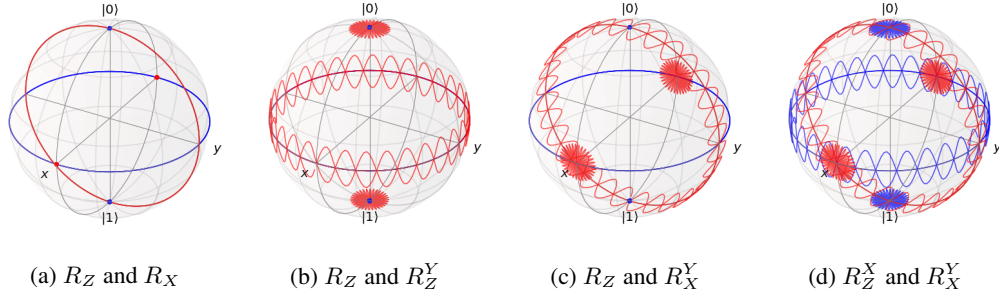 |0⟩ |0⟩ |0⟩ |0⟩
x y x y x y x y
|1⟩ |1⟩ |1⟩ |1⟩
(a) R_Z and R_X (b) R_Z and R_Z^Y (c) R_Z and R_X^Y (d) R_Z^X and R_X^Y